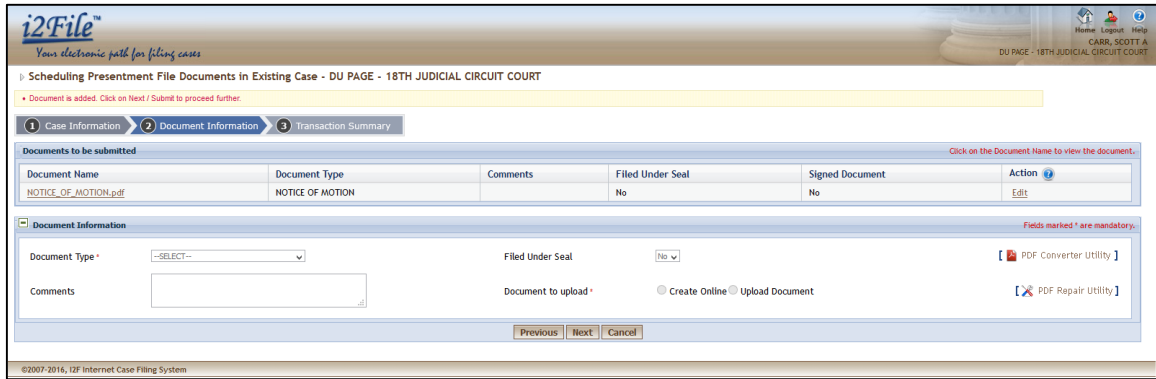 i2File™
Your electronic path for filing cases
Home Logout Help
CARR, SCOTT A
DU PAGE - 18TH JUDICIAL CIRCUIT COURT
Scheduling Presentment File Documents in Existing Case - DU PAGE - 18TH JUDICIAL CIRCUIT COURT
• Document is added. Click on Next / Submit to proceed further.
1 Case Information 2 Document Information 3 Transaction Summary
Documents to be submitted Click on the Document Name to view the document.
Document Name Document Type Comments Filed Under Seal Signed Document Action ?
NOTICE_OF_MOTION.pdf NOTICE OF MOTION No No Edit
Document Information Fields marked * are mandatory.
Document Type * --SELECT-- Filed Under Seal No [ PDF Converter Utility ]
Comments Document to upload * Create Online Upload Document [ PDF Repair Utility ]
Previous Next Cancel
©2007-2016, I2F Internet Case Filing System